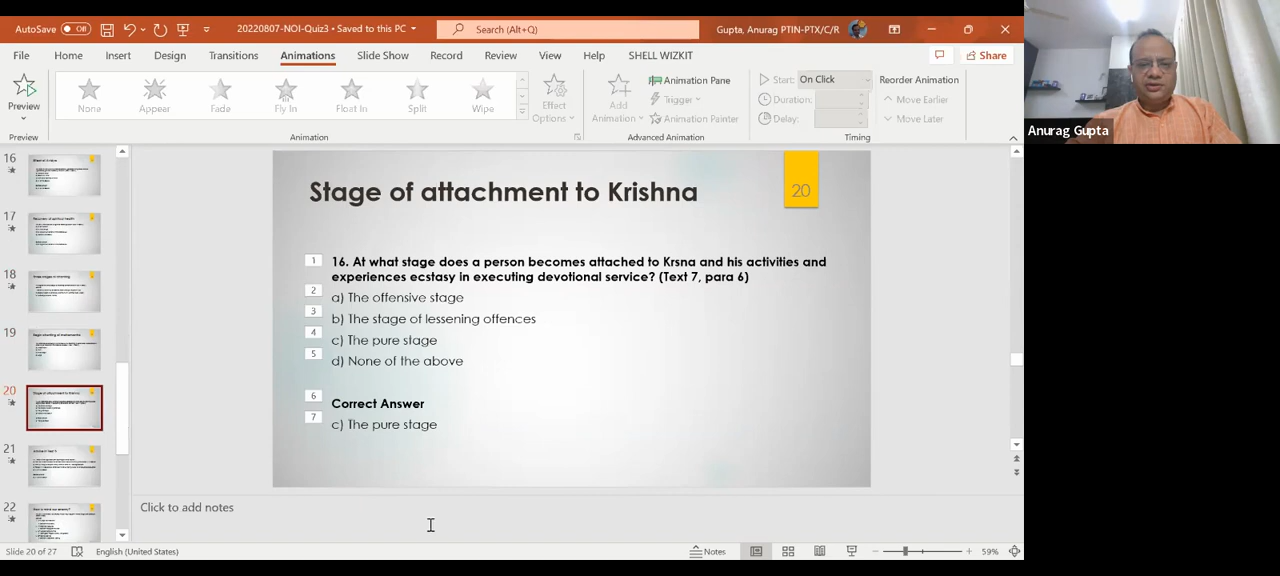 AutoSave Off 20220807-NOI-Quiz3 • Saved to this PC Search (Alt+Q) Gupta, Anurag PTIN-PTX/C/R
File Home Insert Design Transitions Animations Slide Show Record Review View Help SHELL WIZKIT Share
Preview None Appear Fade Fly In Float In Split Wipe Effect Options Add Animation Animation Pane Trigger Animation Painter Start: On Click Duration: Delay: Reorder Animation Move Earlier Move Later
Preview Animation Advanced Animation Timing
Anurag Gupta
16
17
18
19
20
21
22
Stage of attachment to Krishna
20
1 16. At what stage does a person becomes attached to Krsna and his activities and
experiences ecstasy in executing devotional service? (Text 7, para 6)
2 a) The offensive stage
3 b) The stage of lessening offences
4 c) The pure stage
5 d) None of the above
6 Correct Answer
7 c) The pure stage
Click to add notes
Slide 20 of 27 English (United States) Notes 59%